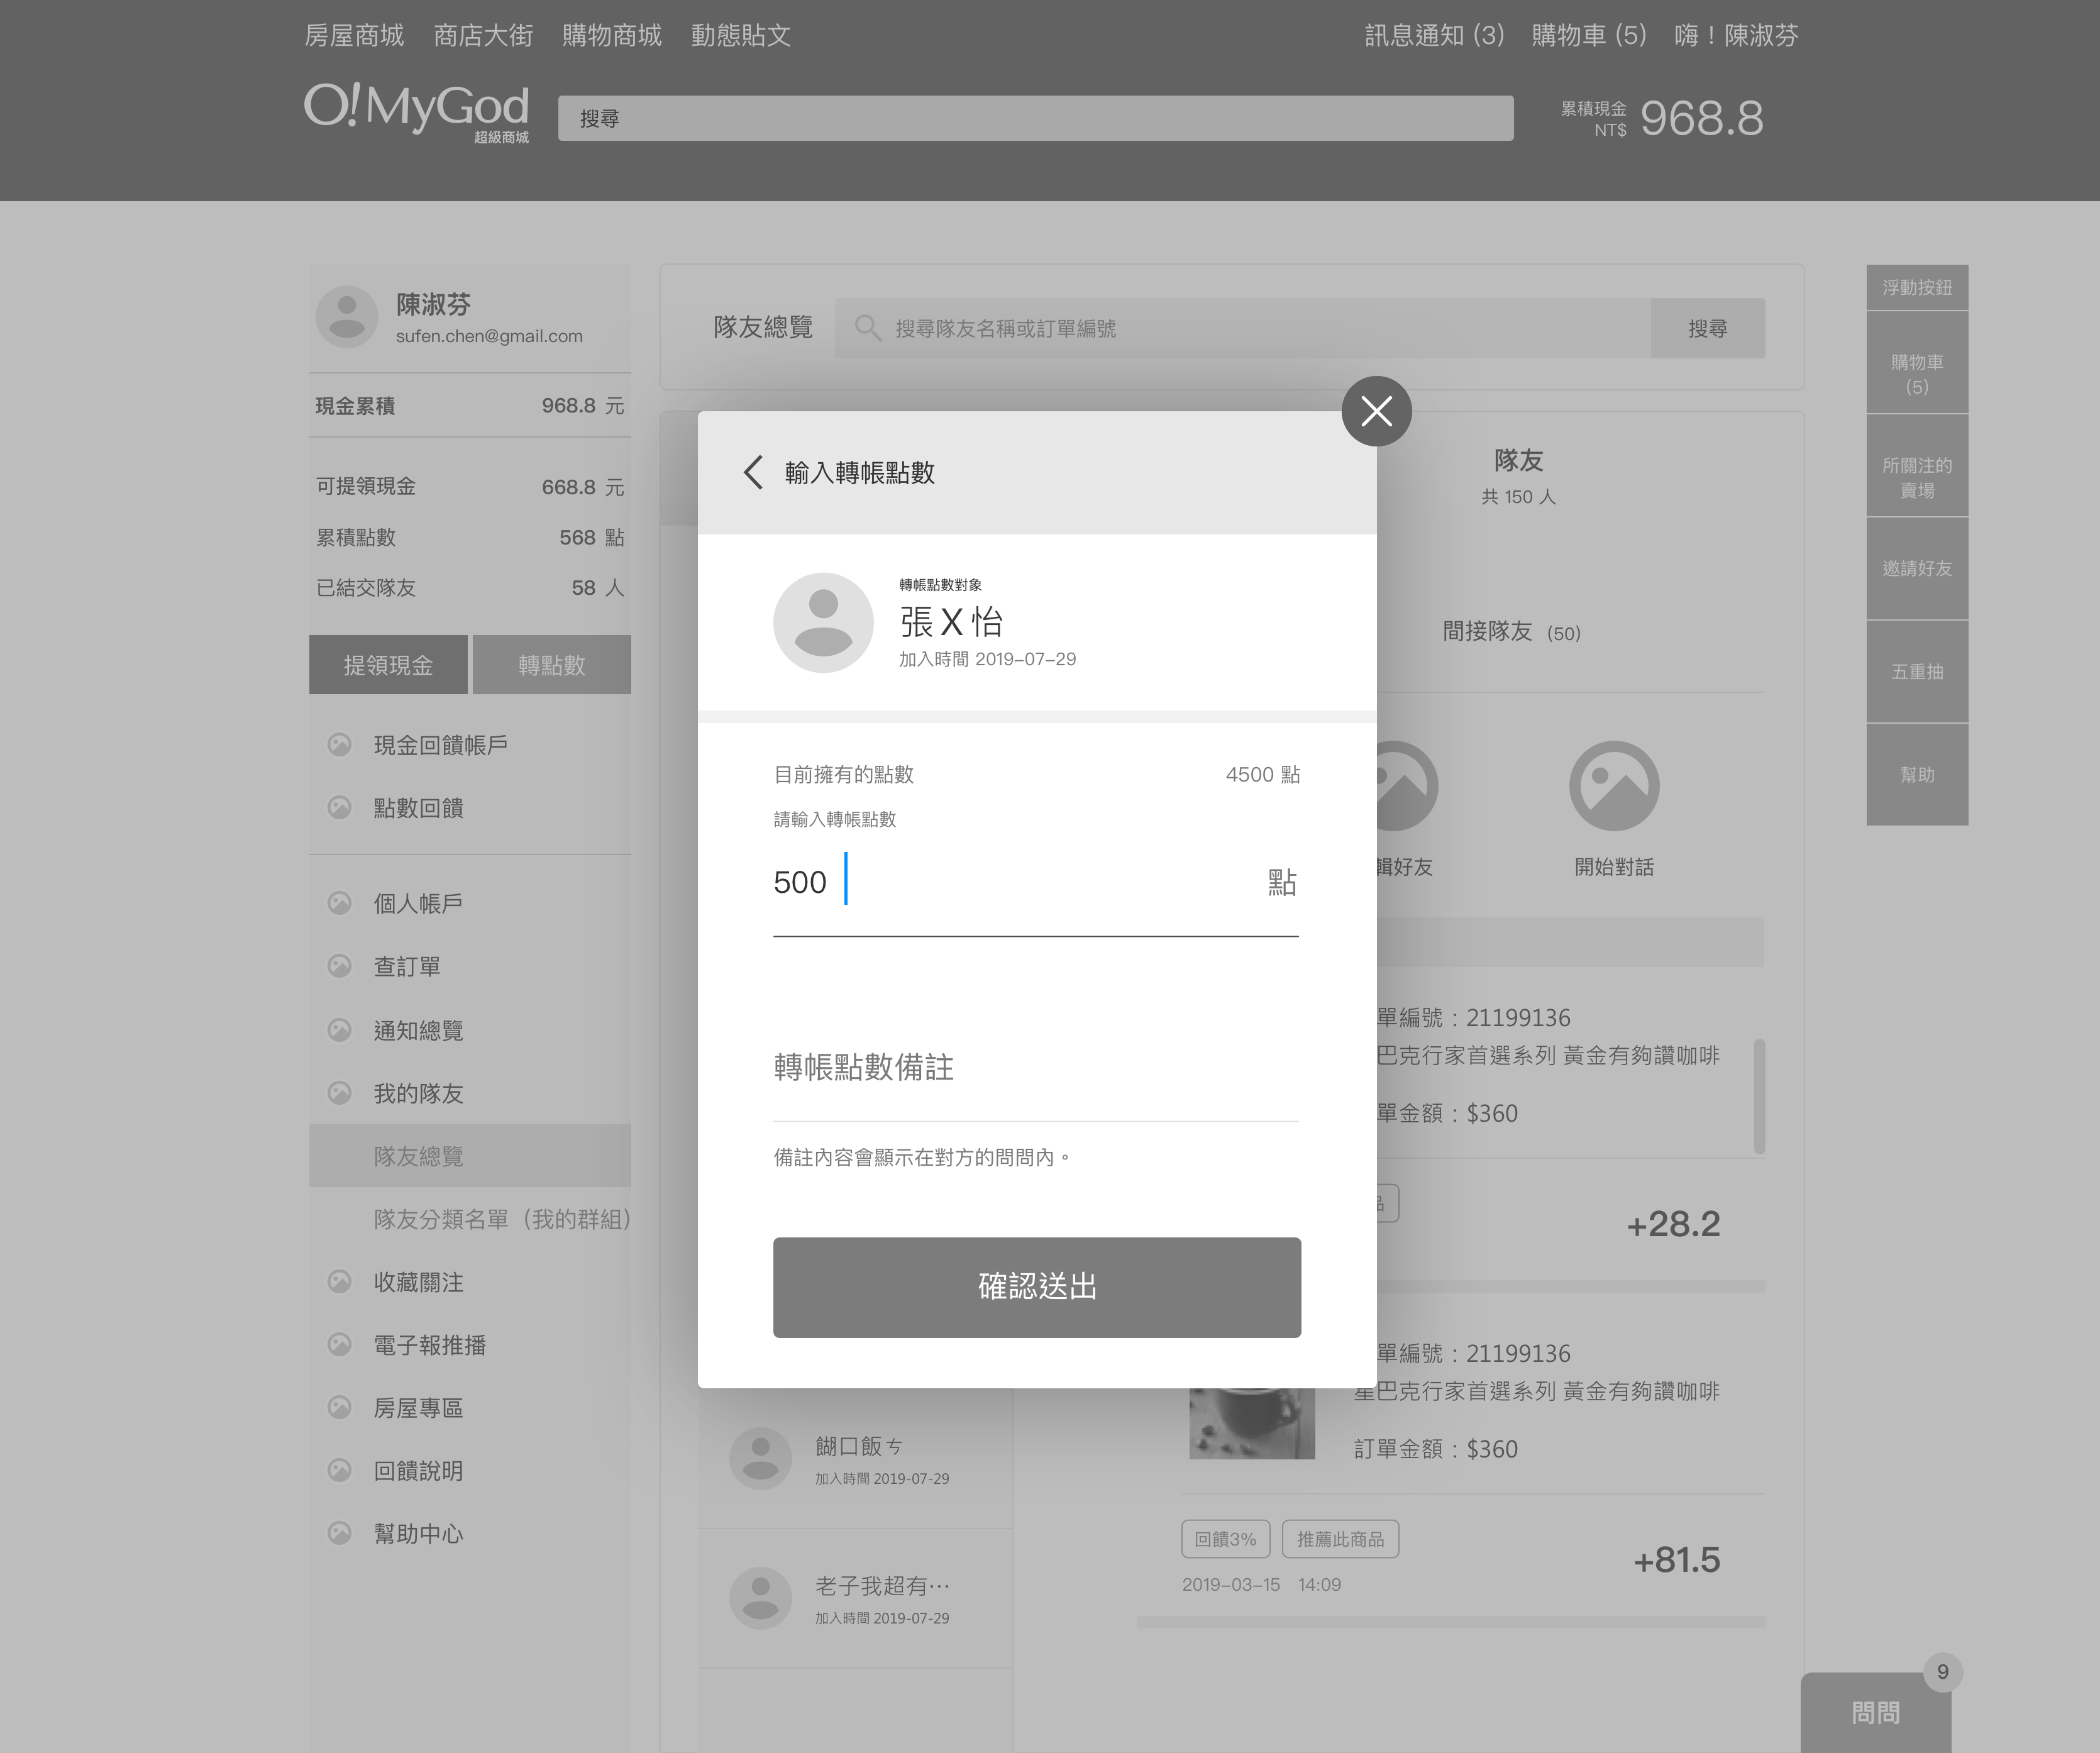 房屋商城 商店大街 購物商城 動態貼文 訊息通知 (3) 購物車 (5) 嗨！陳淑芬
O!MyGod
超級商城
搜尋
累積現金
NT$
968.8
陳淑芬
sufen.chen@gmail.com
現金累積 968.8 元
可提領現金 668.8 元
累積點數 568 點
已結交隊友 58 人
提領現金 轉點數
現金回饋帳戶
點數回饋
個人帳戶
查訂單
通知總覽
我的隊友
隊友總覽
隊友分類名單（我的群組）
收藏關注
電子報推播
房屋專區
回饋說明
幫助中心
隊友總覽 搜尋隊友名稱或訂單編號 搜尋
輸入轉帳點數
轉帳點數對象
張X怡
加入時間 2019-07-29
目前擁有的點數 4500 點
請輸入轉帳點數
500 點
轉帳點數備註
備註內容會顯示在對方的問問內。
確認送出
隊友
共 150 人
間接隊友 (50)
輯好友 開始對話
單編號：21199136
巴克行家首選系列 黃金有夠讚咖啡
單金額：$360
品
+28.2
單編號：21199136
星巴克行家首選系列 黃金有夠讚咖啡
訂單金額：$360
回饋3% 推薦此商品
2019-03-15 14:09
+81.5
餬口飯ㄘ
加入時間 2019-07-29
老子我超有…
加入時間 2019-07-29
浮動按鈕
購物車
(5)
所關注的
賣場
邀請好友
五重抽
幫助
9
問問